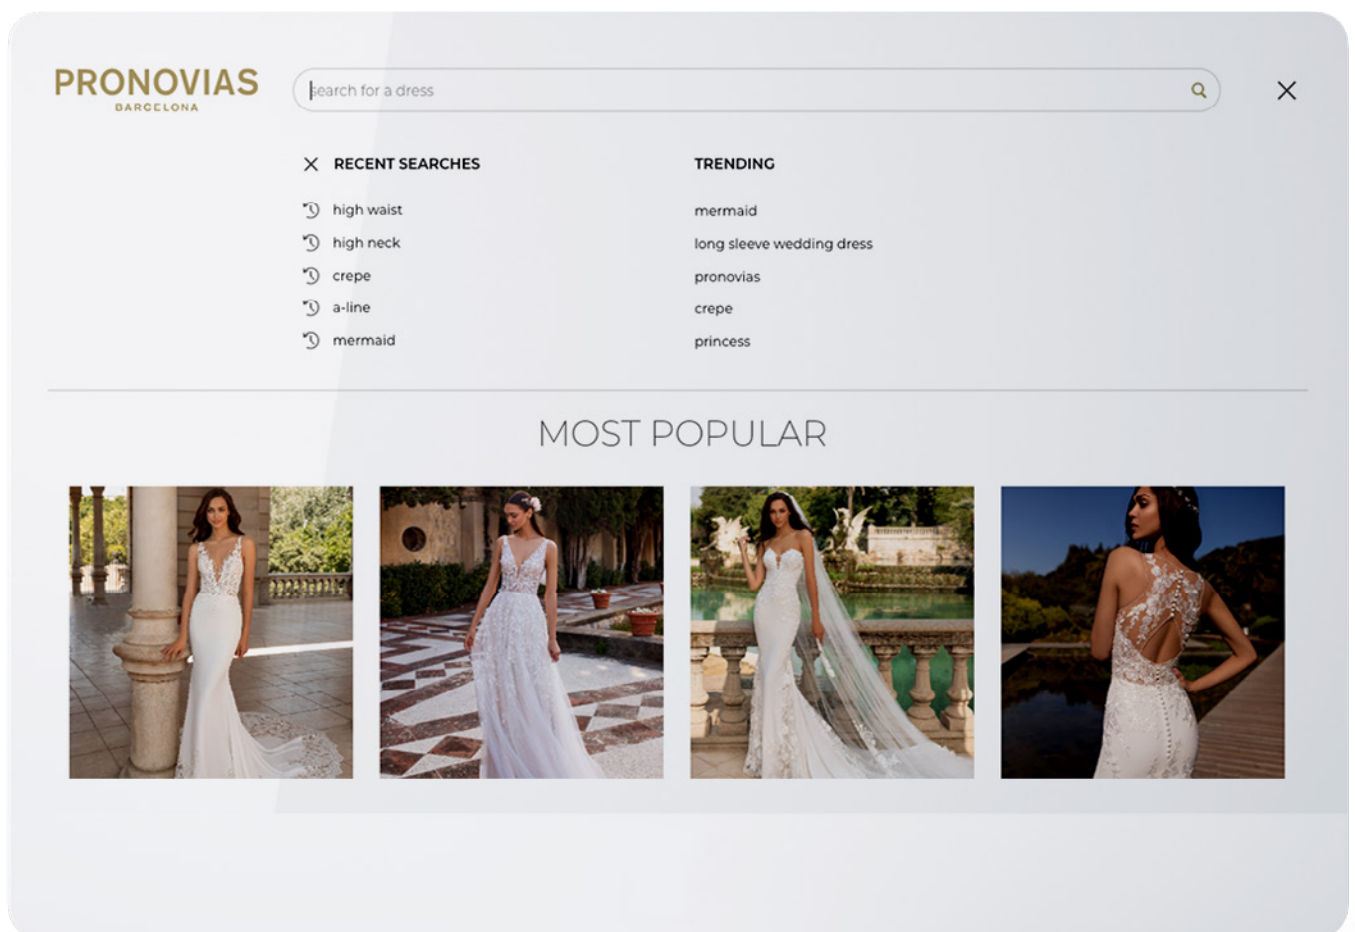 PRONOVIAS
BARCELONA
search for a dress
RECENT SEARCHES
high waist
high neck
crepe
a-line
mermaid
TRENDING
mermaid
long sleeve wedding dress
pronovias
crepe
princess
MOST POPULAR